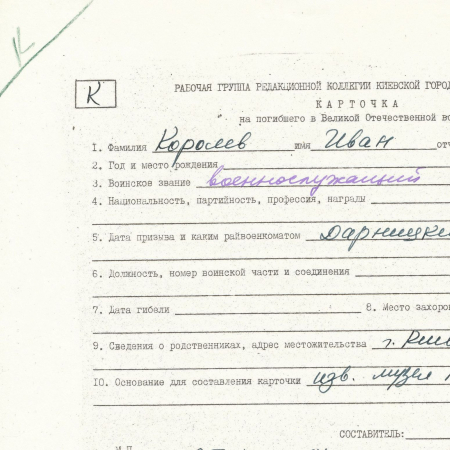 К
К
РАБОЧАЯ ГРУППА РЕДАКЦИОННОЙ КОЛЛЕГИИ КИЕВСКОЙ ГОРО
КАРТОЧКА
на погибшего в Великой Отечественной во
1. Фамилия Королев имя Иван отч
2. Год и место рождения
3. Воинское звание военнослужащий
4. Национальность, партийность, профессия, награды
5. Дата призыва и каким райвоенкоматом Дарницки
6. Должность, номер воинской части и соединения
7. Дата гибели 8. Место захоро
9. Сведения о родственниках, адрес местожительства г. Киев
10. Основание для составления карточки изв. музея
СОСТАВИТЕЛЬ: